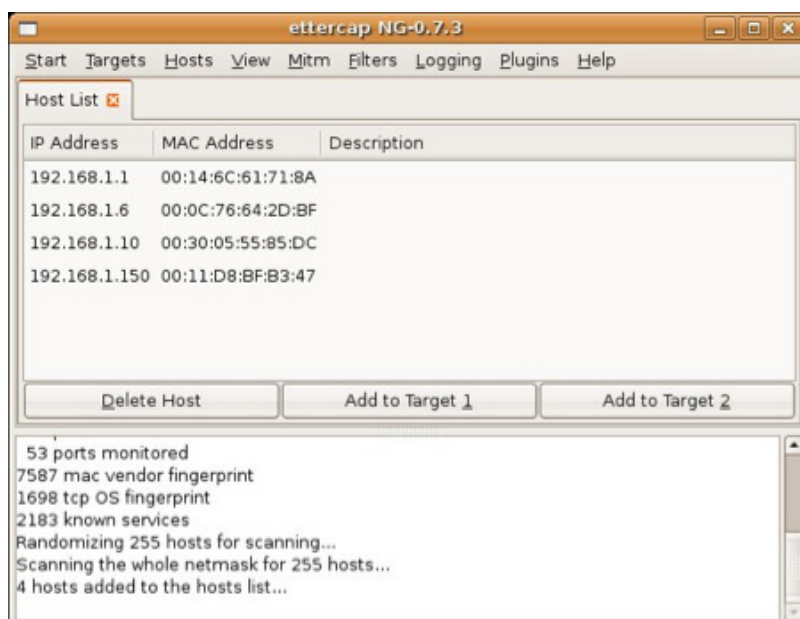 ettercap NG-0.7.3
Start Targets Hosts View Mitm Filters Logging Plugins Help
Host List
IP Address MAC Address Description
192.168.1.1 00:14:6C:61:71:8A
192.168.1.6 00:0C:76:64:2D:BF
192.168.1.10 00:30:05:55:85:DC
192.168.1.150 00:11:D8:BF:B3:47
Delete Host Add to Target 1 Add to Target 2
53 ports monitored
7587 mac vendor fingerprint
1698 tcp OS fingerprint
2183 known services
Randomizing 255 hosts for scanning...
Scanning the whole netmask for 255 hosts...
4 hosts added to the hosts list...